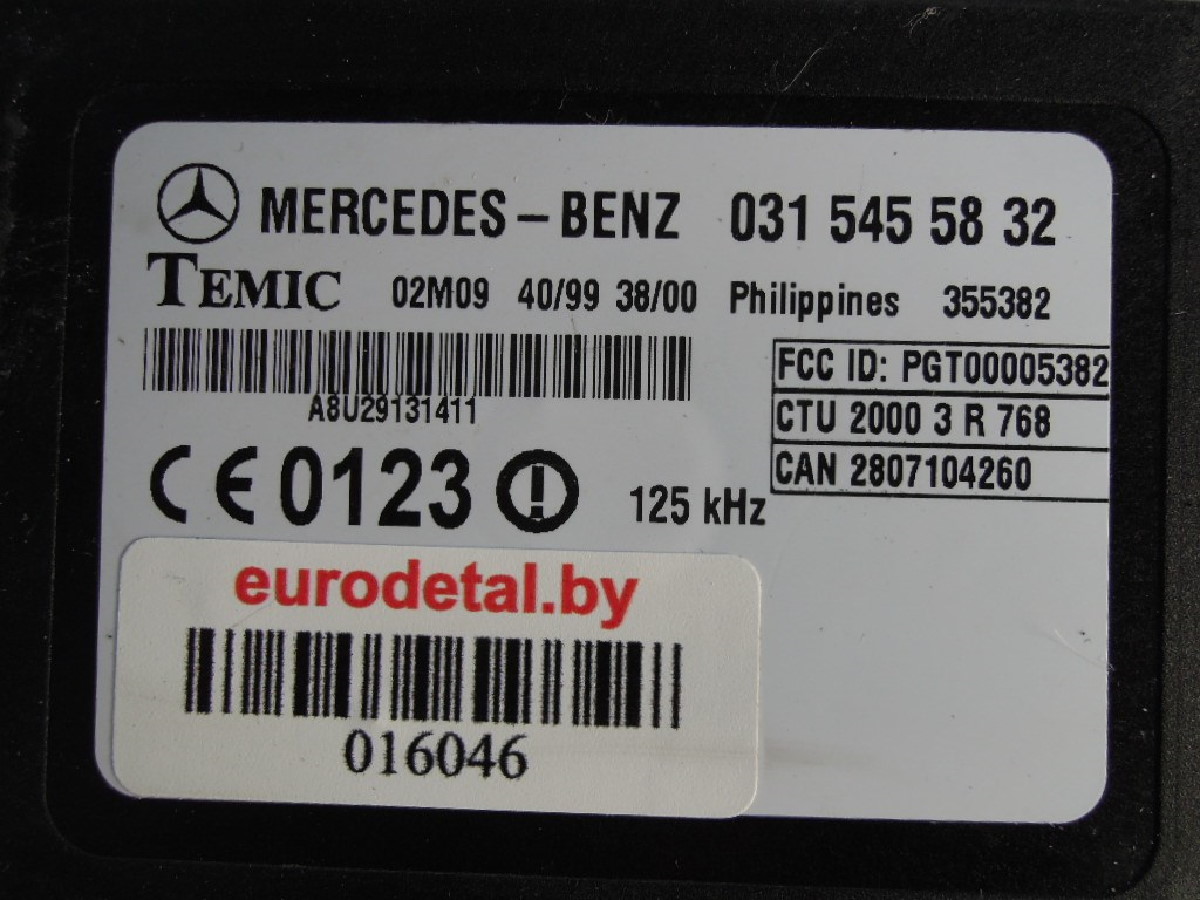 MERCEDES-BENZ 031 545 58 32
TEMIC 02M09 40/99 38/00 Philippines 355382
FCC ID: PGT00005382
A8U29131411
CTU 2000 3 R 768
CAN 2807104260
CE 0123 125 kHz
eurodetal.by
016046